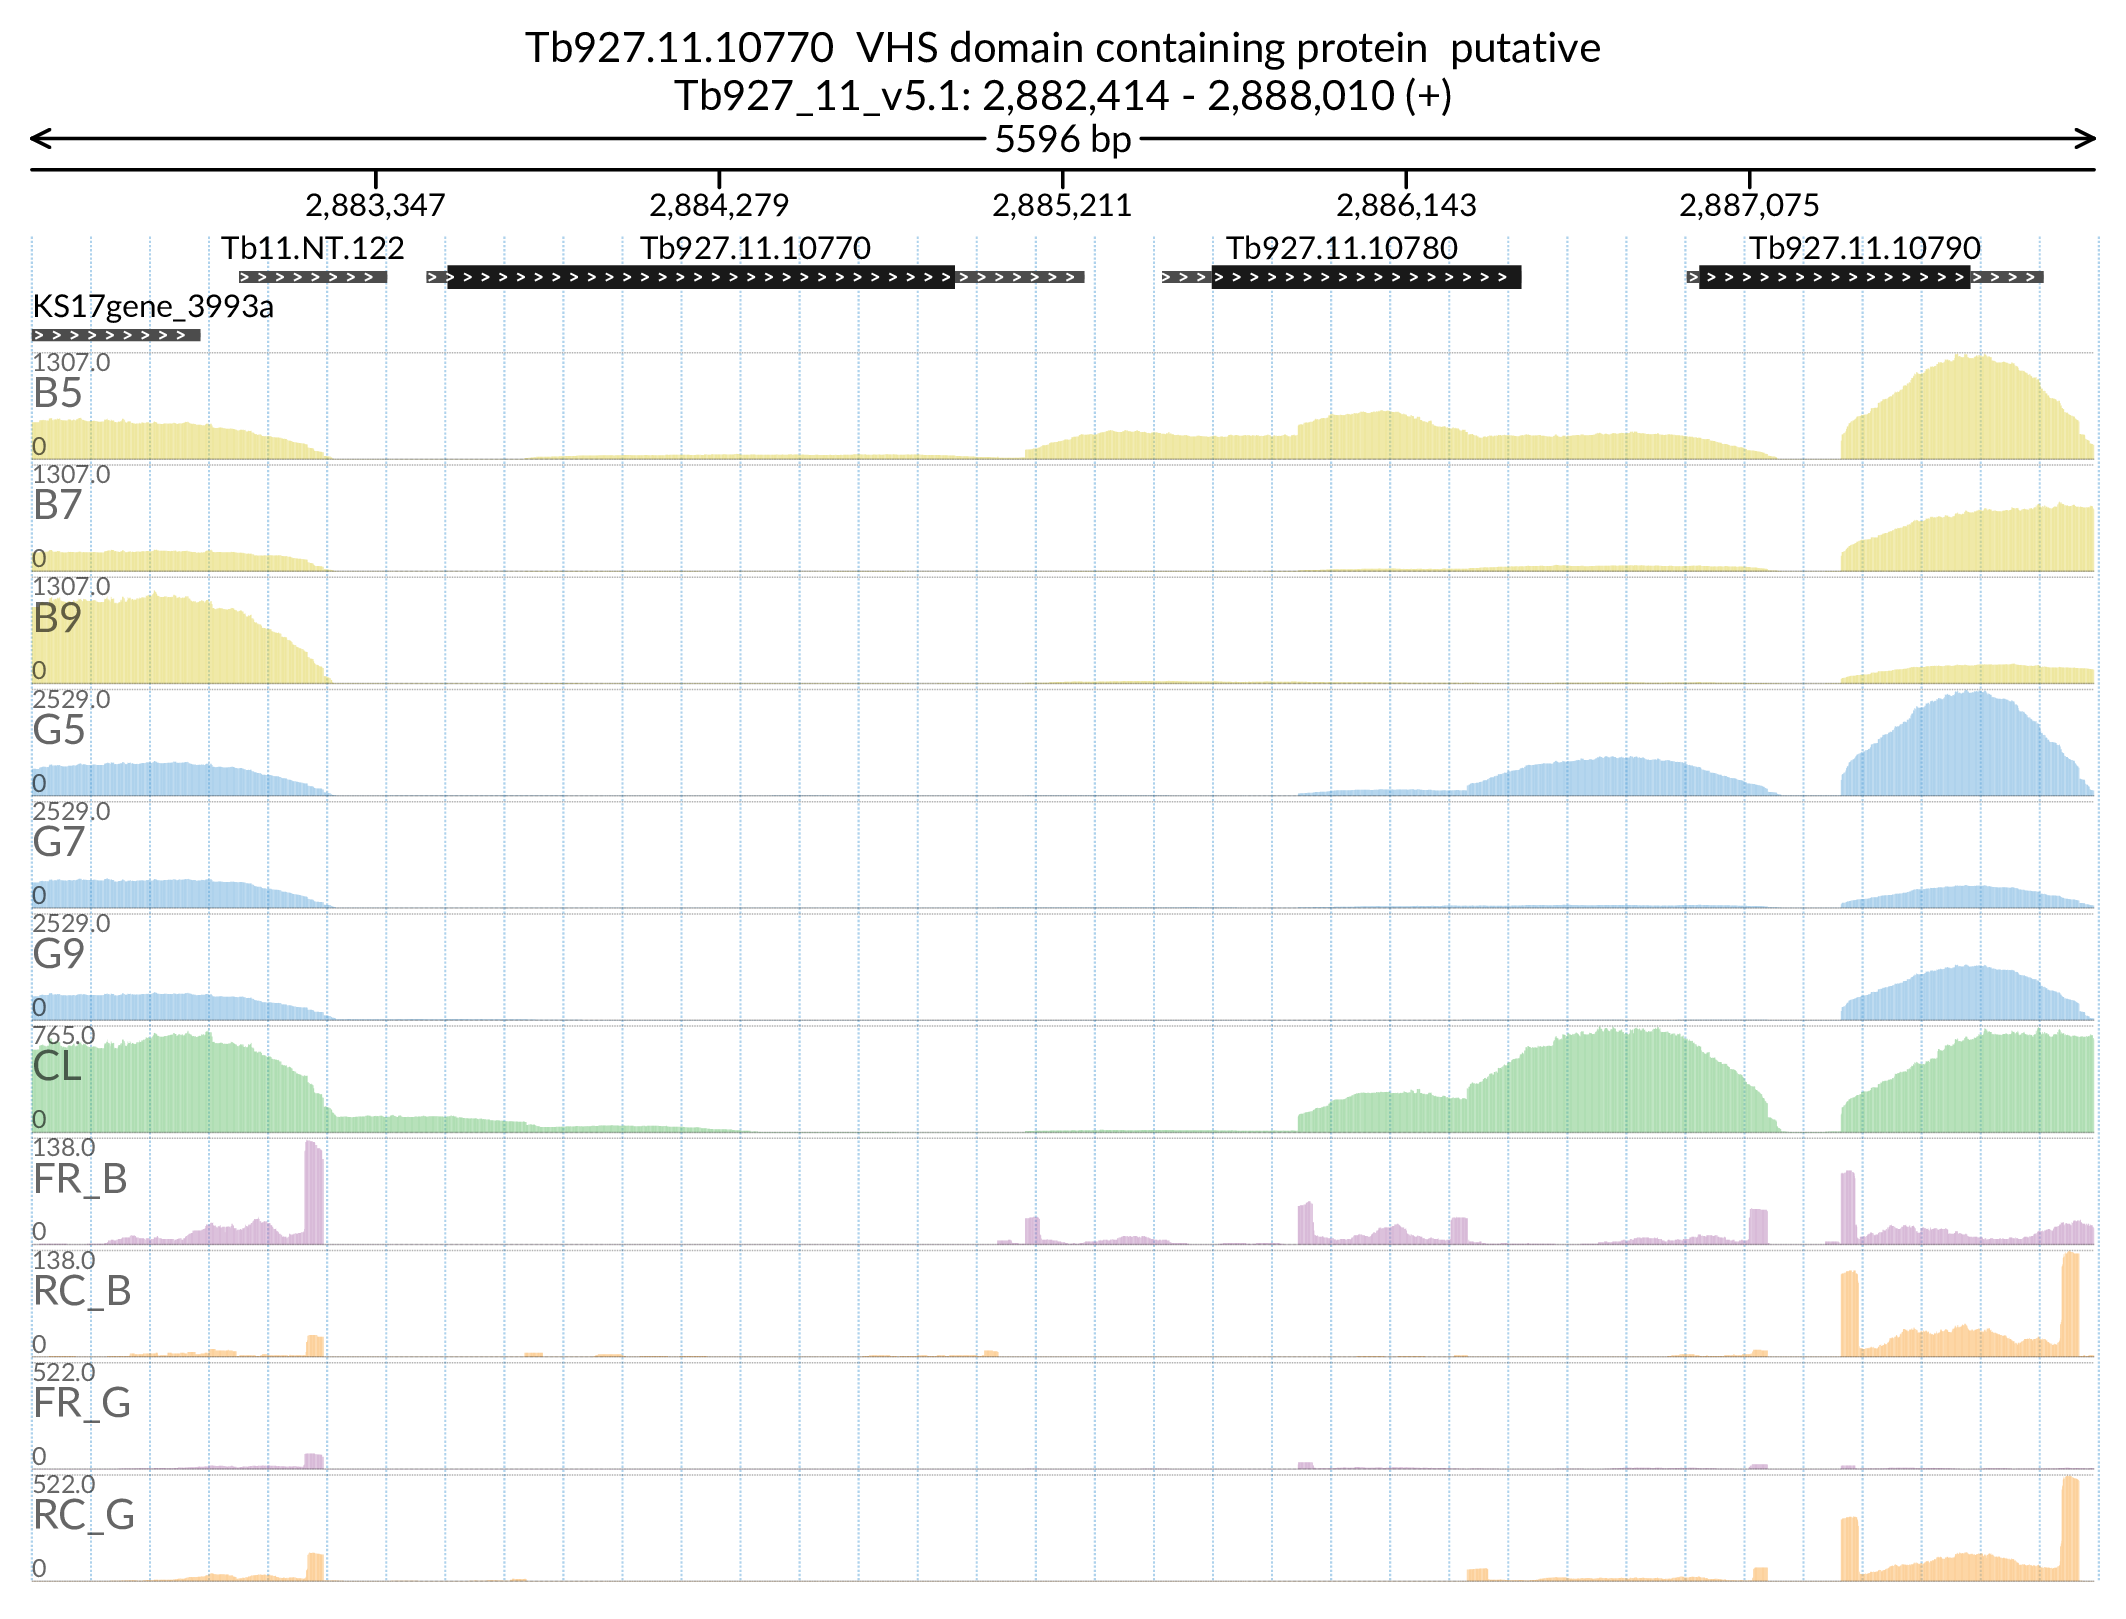 Tb927.11.10770 VHS domain containing protein putative
Tb927_11_v5.1: 2,882,414 - 2,888,010 (+)
5596 bp
2,883,347 2,884,279 2,885,211 2,886,143 2,887,075
Tb11.NT.122 Tb927.11.10770 Tb927.11.10780 Tb927.11.10790
KS17gene_3993a
1307.0
B5
0
1307.0
B7
0
1307.0
B9
0
2529.0
G5
0
2529.0
G7
0
2529.0
G9
0
765.0
CL
0
138.0
FR_B
0
138.0
RC_B
0
522.0
FR_G
0
522.0
RC_G
0